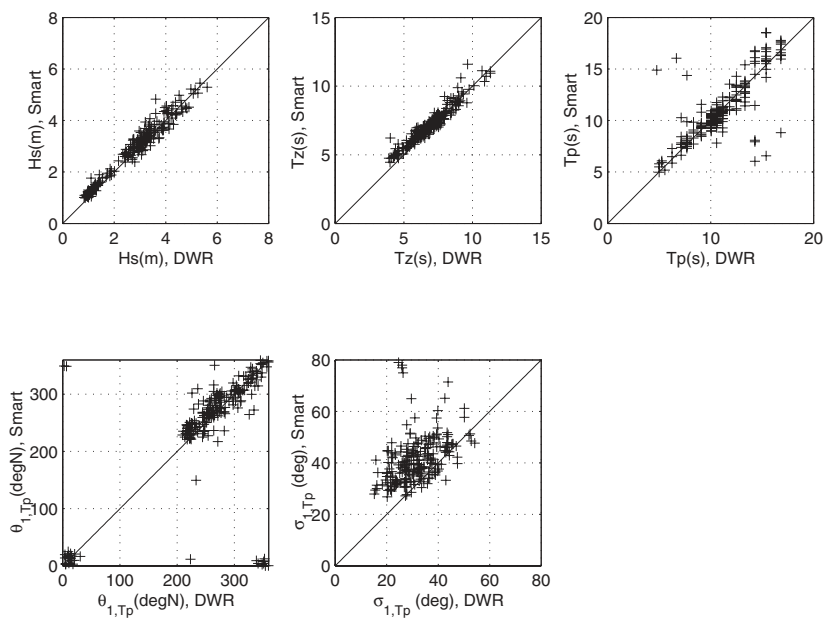 8
6
4
2
0
0 2 4 6 8
Hs(m), Smart
Hs(m), DWR
15
10
5
0
0 5 10 15
Tz(s), Smart
Tz(s), DWR
20
15
10
5
0
0 5 10 15 20
Tp(s), Smart
Tp(s), DWR
300
200
100
0
0 100 200 300
θ1,Tp(degN), Smart
θ1,Tp(degN), DWR
80
60
40
20
0
0 20 40 60 80
σ1,Tp (deg), Smart
σ1,Tp (deg), DWR